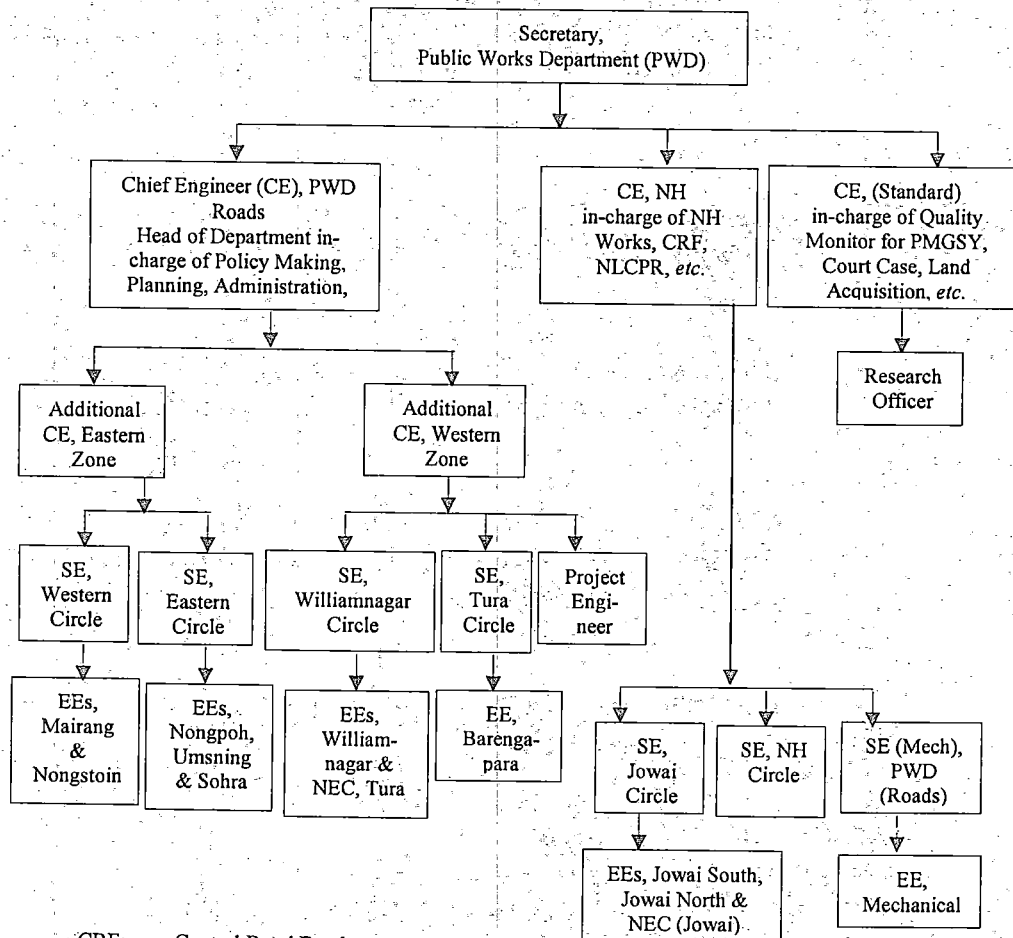 Secretary,
Public Works Department (PWD)
Chief Engineer (CE), PWD
Roads
Head of Department in-
charge of Policy Making,
Planning, Administration,
CE, NH
in-charge of NH
Works, CRF,
NLCPR, etc.
CE, (Standard)
in-charge of Quality
Monitor for PMGSY,
Court Case, Land
Acquisition, etc.
Research
Officer
Additional
CE, Eastern
Zone
Additional
CE, Western
Zone
SE,
Western
Circle
SE,
Eastern
Circle
SE,
Williamnagar
Circle
SE,
Tura
Circle
Project
Engi-
neer
EEs,
Mairang
&
Nongstoin
EEs,
Nongpoh,
Umsning
& Sohra
EEs,
William-
nagar &
NEC, Tura
EE,
Barenga-
para
SE,
Jowai
Circle
SE, NH
Circle
SE (Mech),
PWD
(Roads)
EEs, Jowai South,
Jowai North &
NEC (Jowai)
EE,
Mechanical